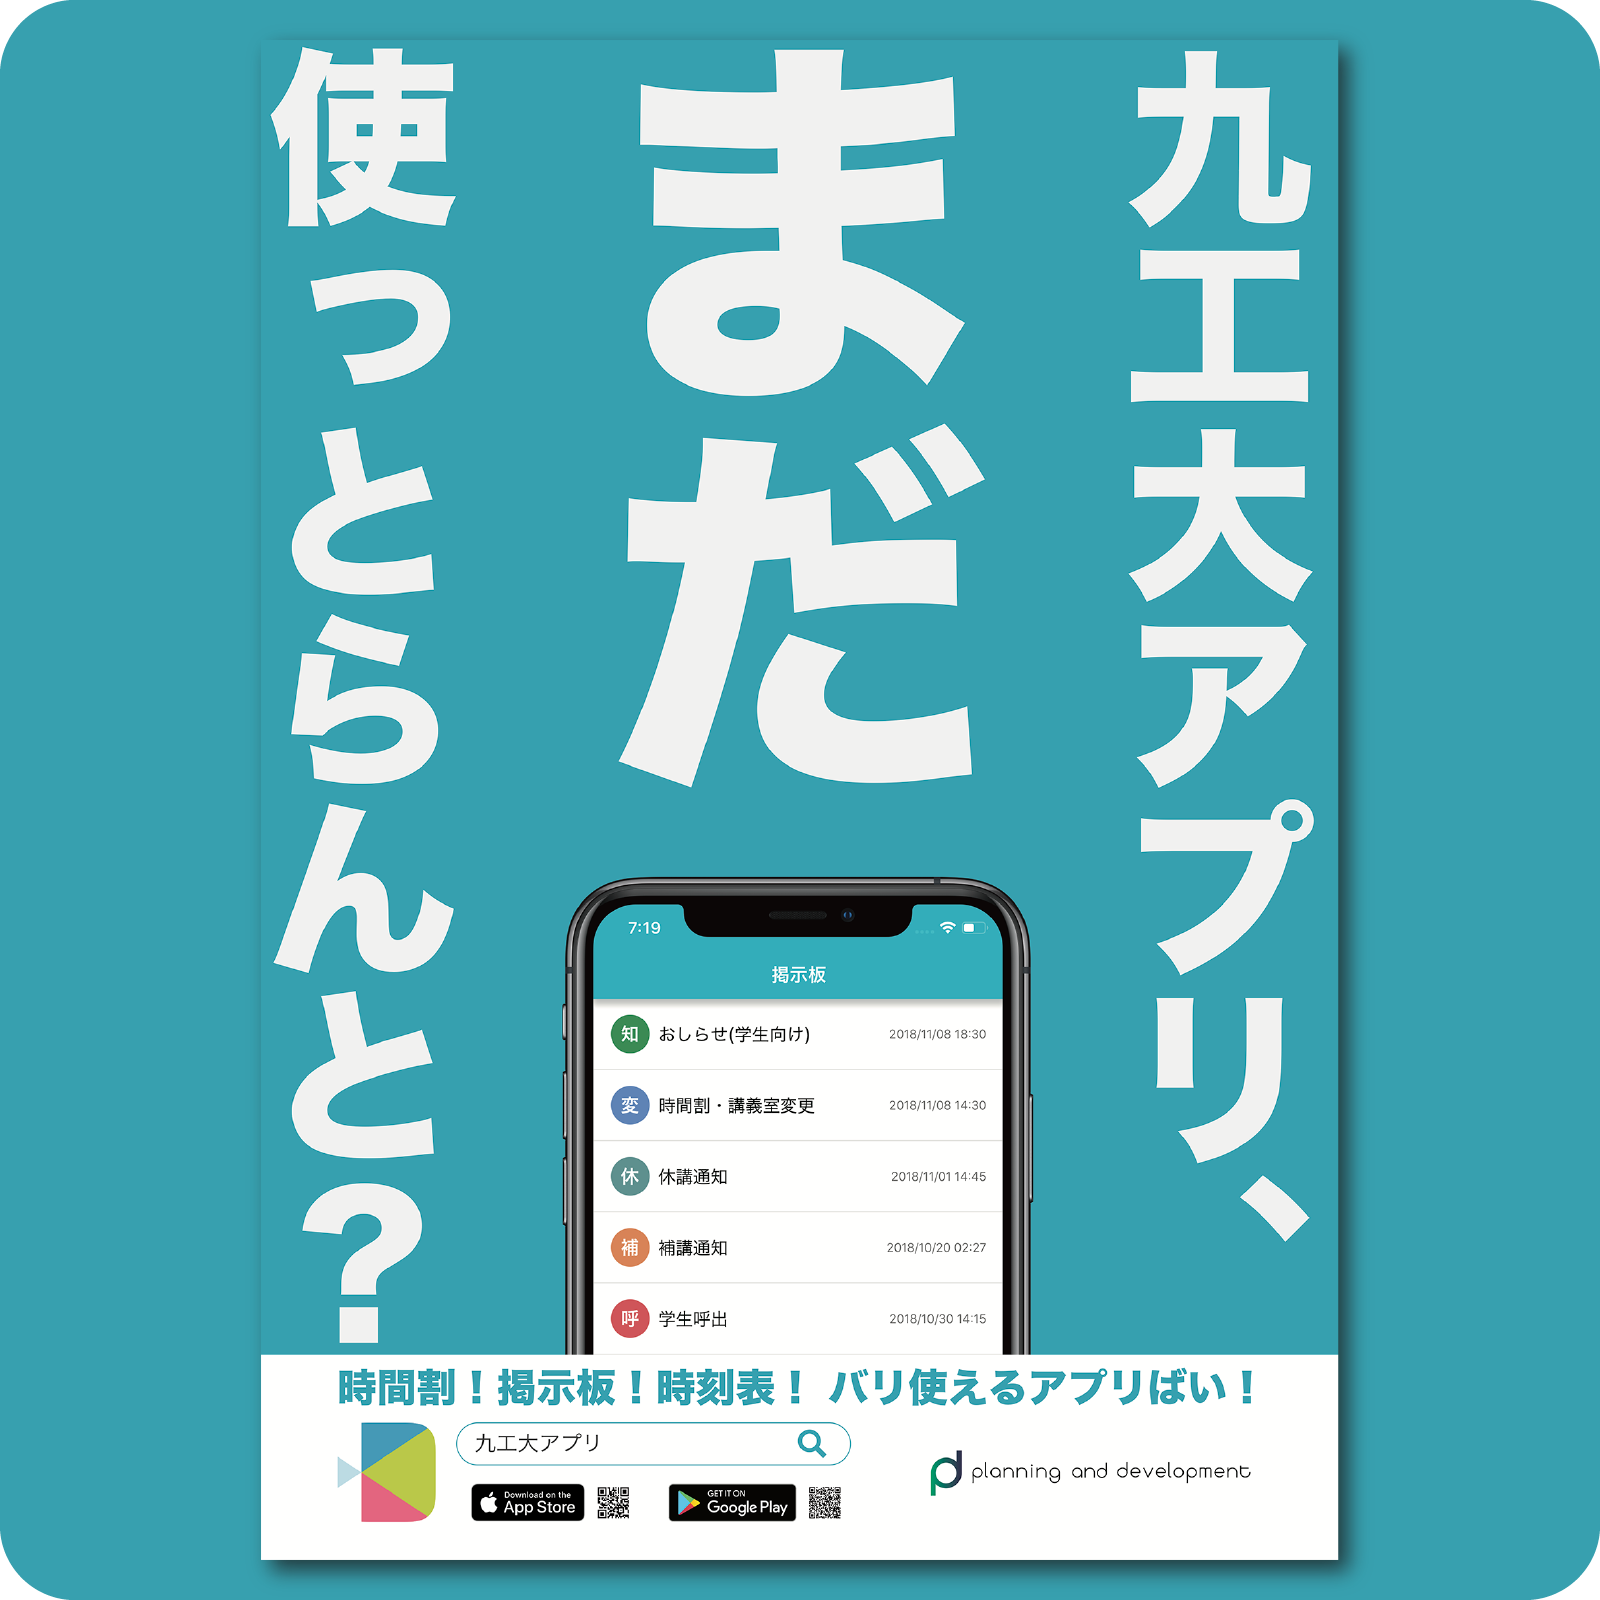 九工大アプリ、
まだ
使っとらんと?
7:19
掲示板
知 おしらせ(学生向け) 2018/11/08 18:30
変 時間割・講義室変更 2018/11/08 14:30
休 休講通知 2018/11/01 14:45
補 補講通知 2018/10/20 02:27
呼 学生呼出 2018/10/30 14:15
時間割！掲示板！時刻表！ バリ使えるアプリばい！
九工大アプリ
Download on the
App Store
GET IT ON
Google Play
pd planning and development